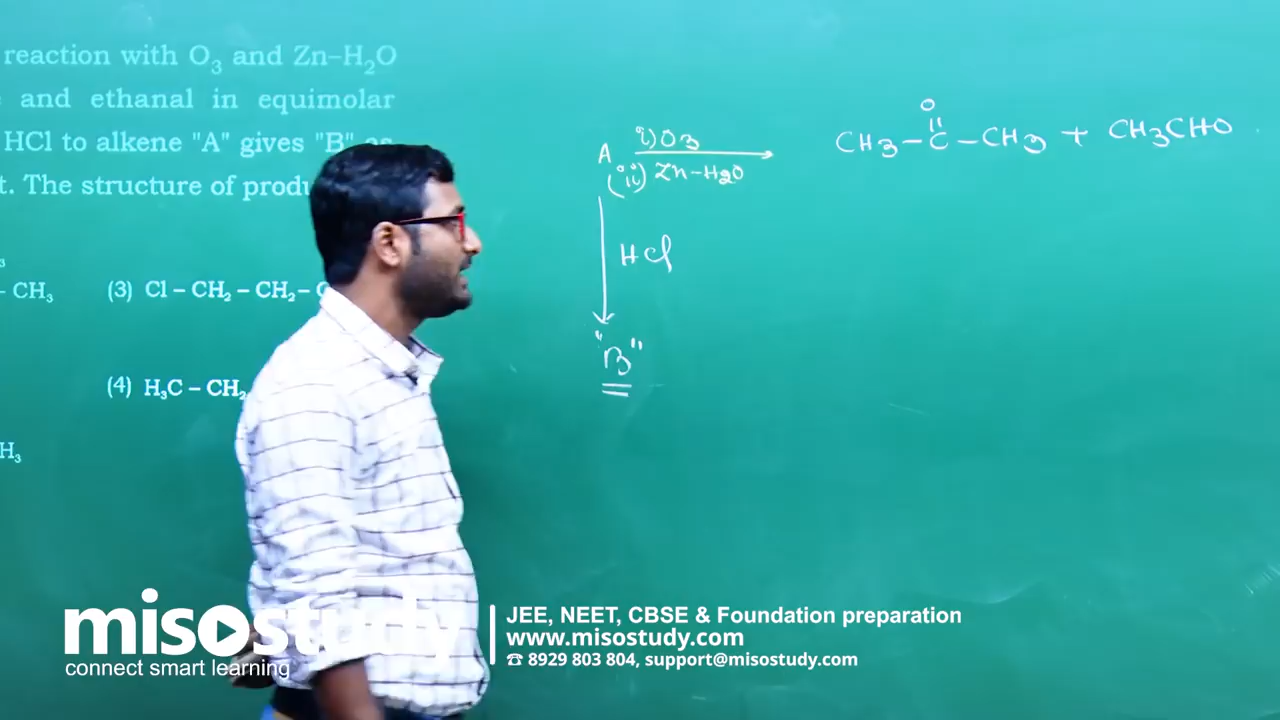 reaction with O₃ and Zn–H₂O
and ethanal in equimolar
HCl to alkene "A" gives "B" as
t. The structure of produ
– CH₃
(3) Cl – CH₂ – CH₂ –
(4) H₃C – CH₂
H₃
A i) O₃
(ii) Zn-H₂O
O
CH₃-C-CH₃ + CH₃CHO
HCl
"B"
misostudy
connect smart learning
JEE, NEET, CBSE & Foundation preparation
www.misostudy.com
☎ 8929 803 804, support@misostudy.com